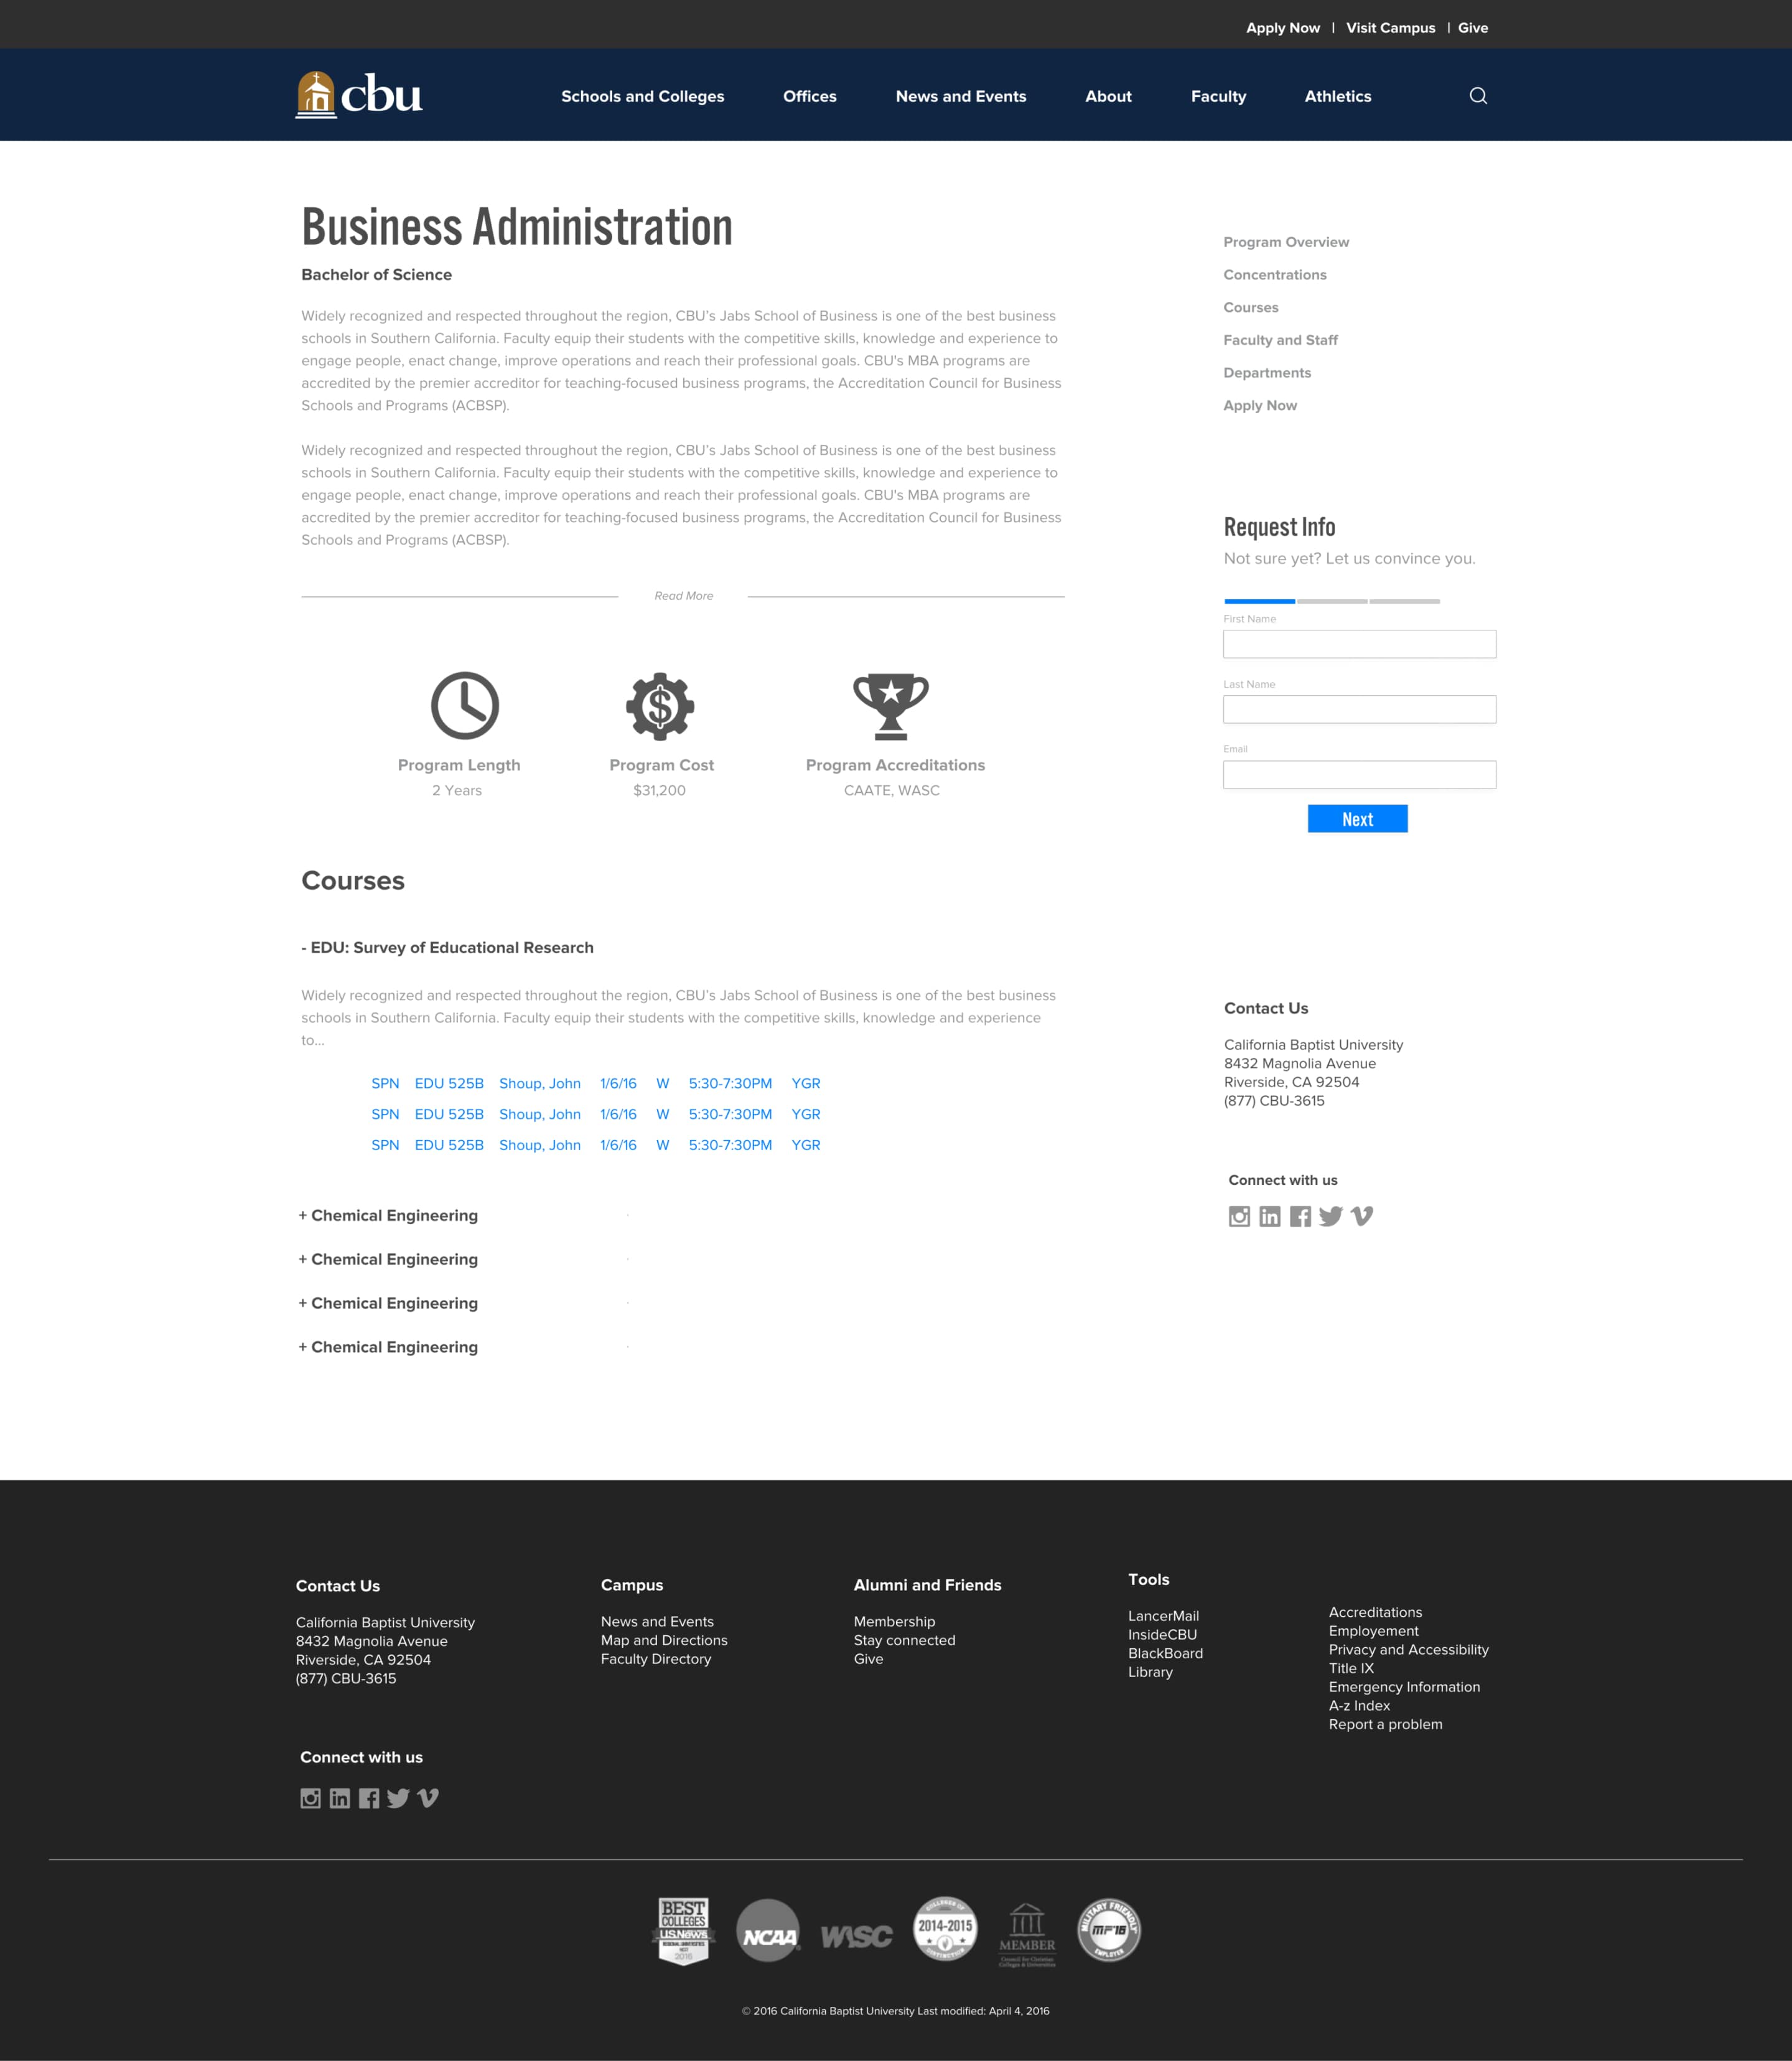 Apply Now | Visit Campus | Give
cbu
Schools and Colleges
Offices
News and Events
About
Faculty
Athletics
Business Administration
Bachelor of Science
Widely recognized and respected throughout the region, CBU's Jabs School of Business is one of the best business
schools in Southern California. Faculty equip their students with the competitive skills, knowledge and experience to
engage people, enact change, improve operations and reach their professional goals. CBU's MBA programs are
accredited by the premier accreditor for teaching-focused business programs, the Accreditation Council for Business
Schools and Programs (ACBSP).
Widely recognized and respected throughout the region, CBU's Jabs School of Business is one of the best business
schools in Southern California. Faculty equip their students with the competitive skills, knowledge and experience to
engage people, enact change, improve operations and reach their professional goals. CBU's MBA programs are
accredited by the premier accreditor for teaching-focused business programs, the Accreditation Council for Business
Schools and Programs (ACBSP).
Read More
Program Length
2 Years
Program Cost
$31,200
Program Accreditations
CAATE, WASC
Courses
- EDU: Survey of Educational Research
Widely recognized and respected throughout the region, CBU's Jabs School of Business is one of the best business
schools in Southern California. Faculty equip their students with the competitive skills, knowledge and experience
to...
SPN EDU 525B Shoup, John 1/6/16 W 5:30-7:30PM YGR
SPN EDU 525B Shoup, John 1/6/16 W 5:30-7:30PM YGR
SPN EDU 525B Shoup, John 1/6/16 W 5:30-7:30PM YGR
+ Chemical Engineering
+ Chemical Engineering
+ Chemical Engineering
+ Chemical Engineering
Program Overview
Concentrations
Courses
Faculty and Staff
Departments
Apply Now
Request Info
Not sure yet? Let us convince you.
First Name
Last Name
Email
Next
Contact Us
California Baptist University
8432 Magnolia Avenue
Riverside, CA 92504
(877) CBU-3615
Connect with us
Contact Us
California Baptist University
8432 Magnolia Avenue
Riverside, CA 92504
(877) CBU-3615
Connect with us
Campus
News and Events
Map and Directions
Faculty Directory
Alumni and Friends
Membership
Stay connected
Give
Tools
LancerMail
InsideCBU
BlackBoard
Library
Accreditations
Employement
Privacy and Accessibility
Title IX
Emergency Information
A-z Index
Report a problem
BEST
COLLEGES
U.S.News
2016
NCAA
WASC
2014-2015
MEMBER
Council for Christian
Colleges & Universities
MILITARY FRIENDLY
MF'16
EMPLOYER
© 2016 California Baptist University Last modified: April 4, 2016